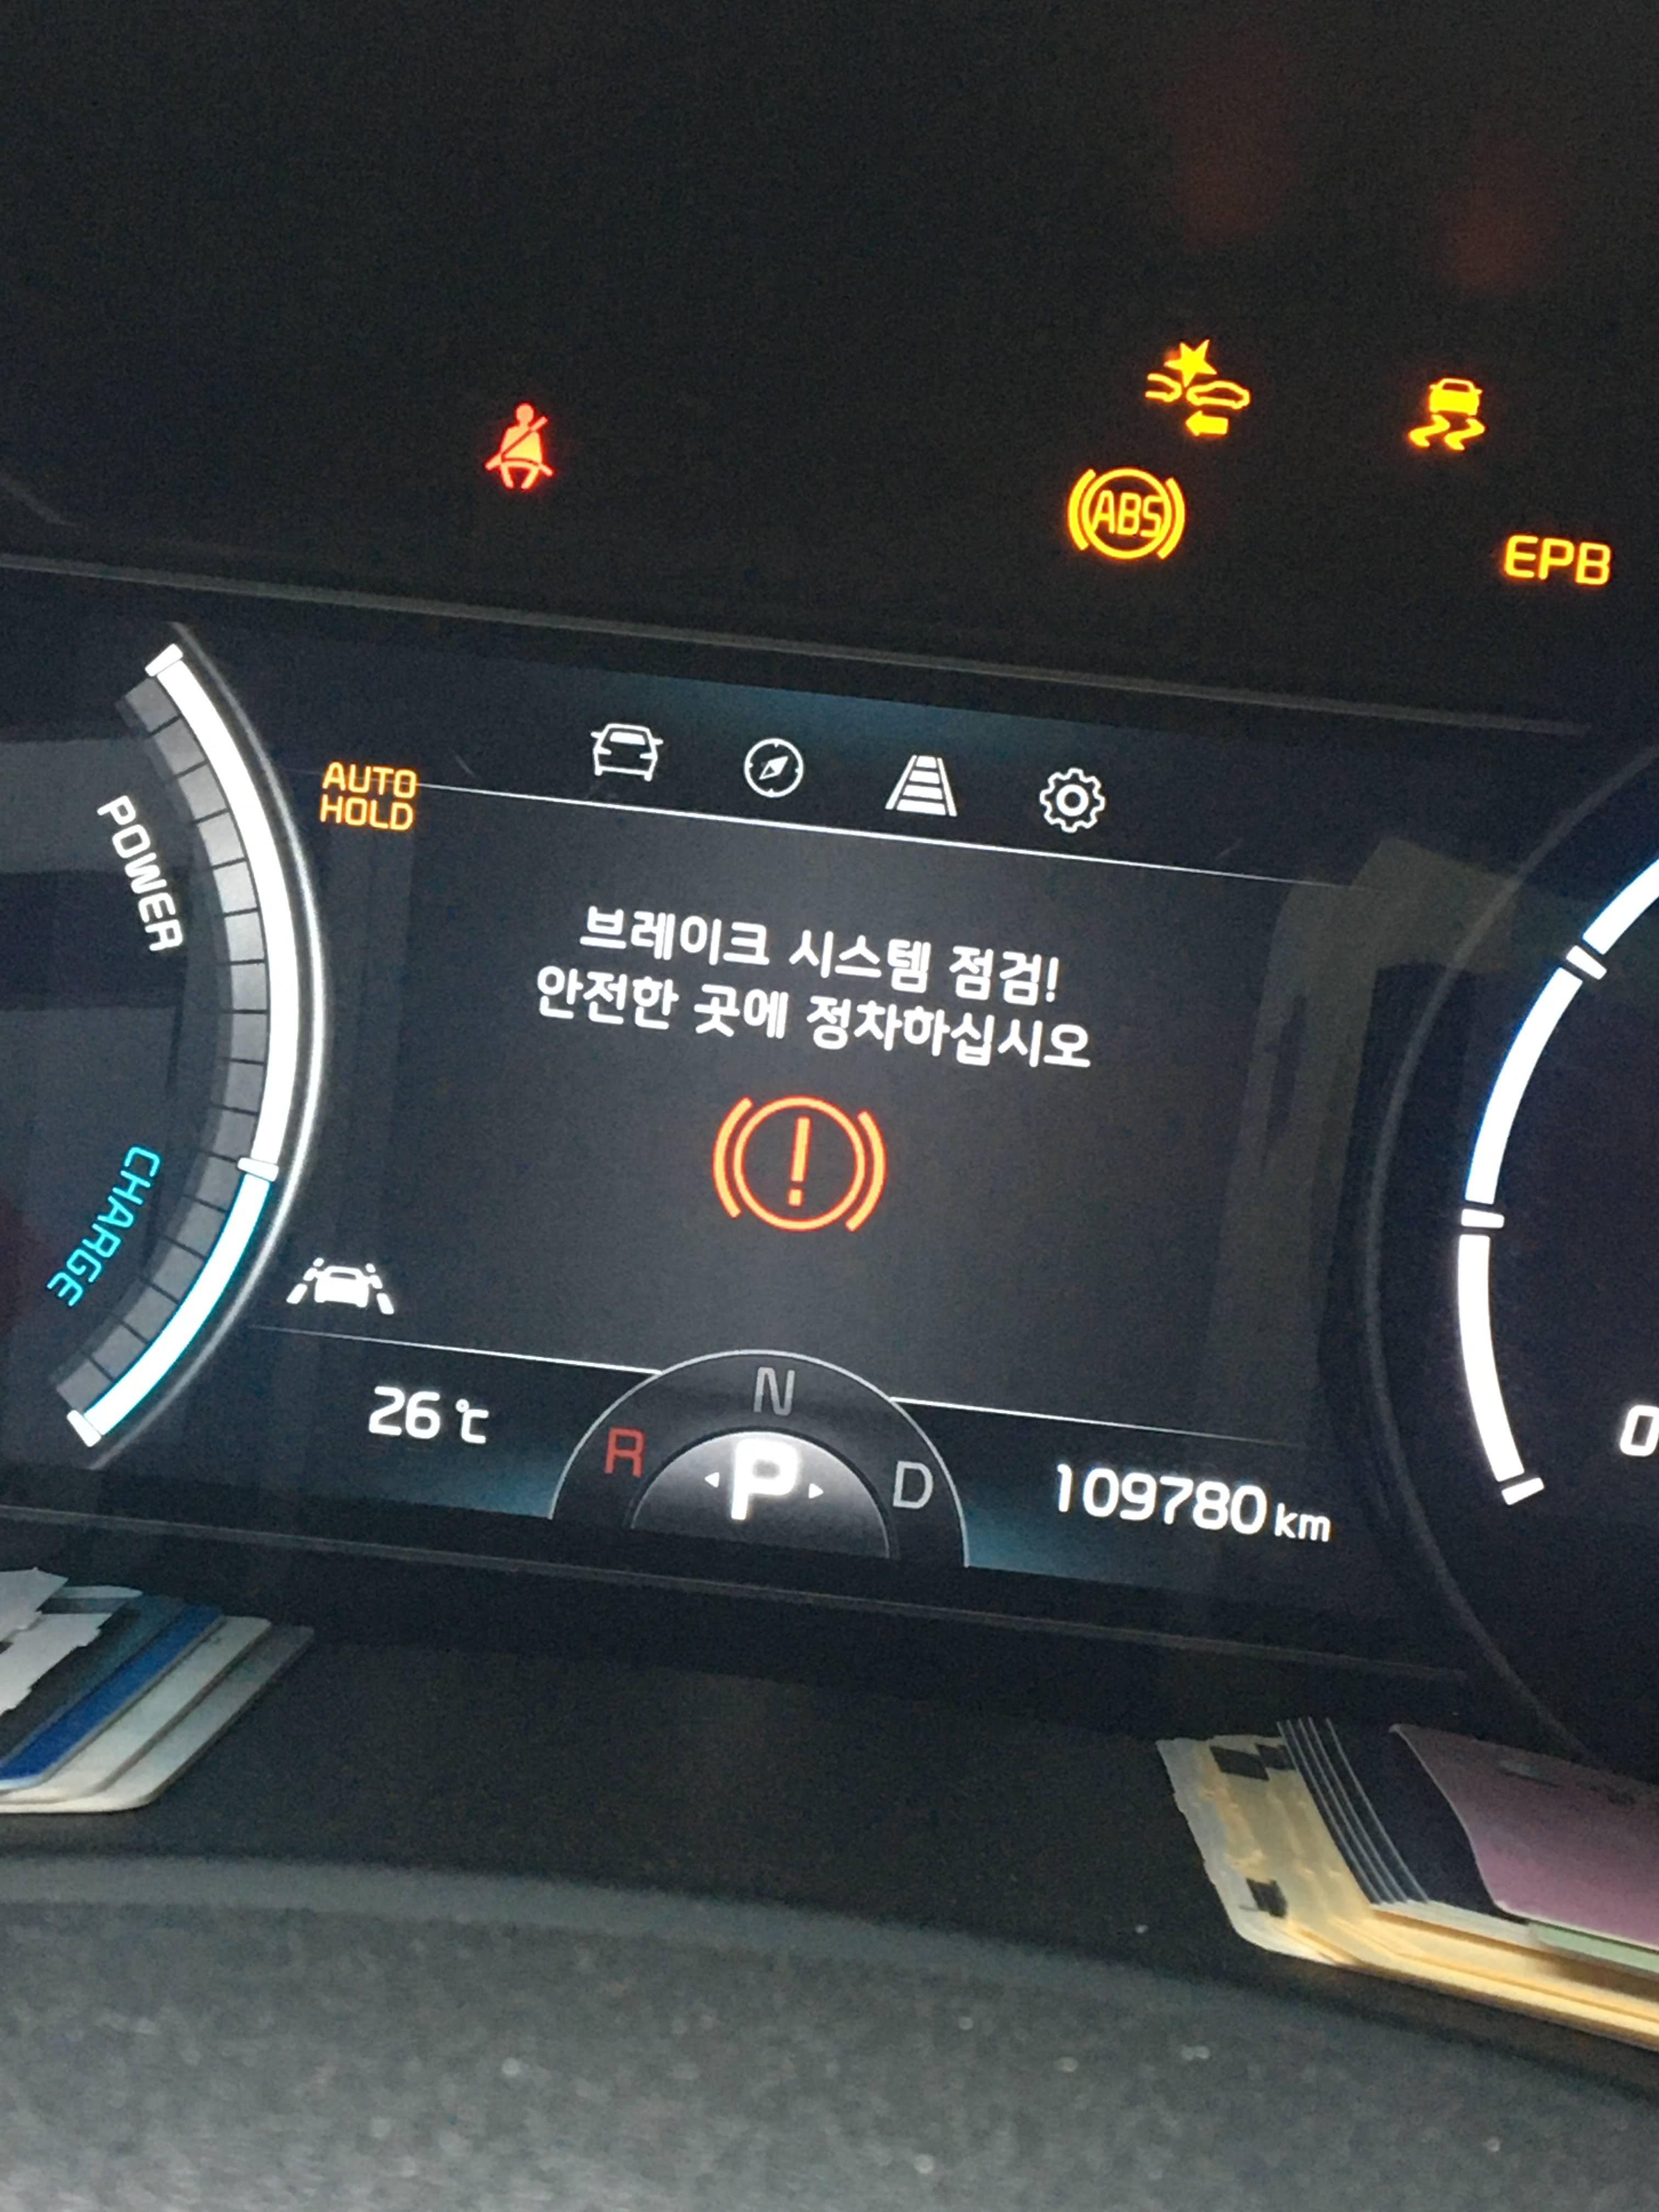 ABS
EPB
AUTO
HOLD
POWER
브레이크 시스템 점검!
안전한 곳에 정차하십시오
CHARGE
26 ℃
N
R
P
D
109780 km
0